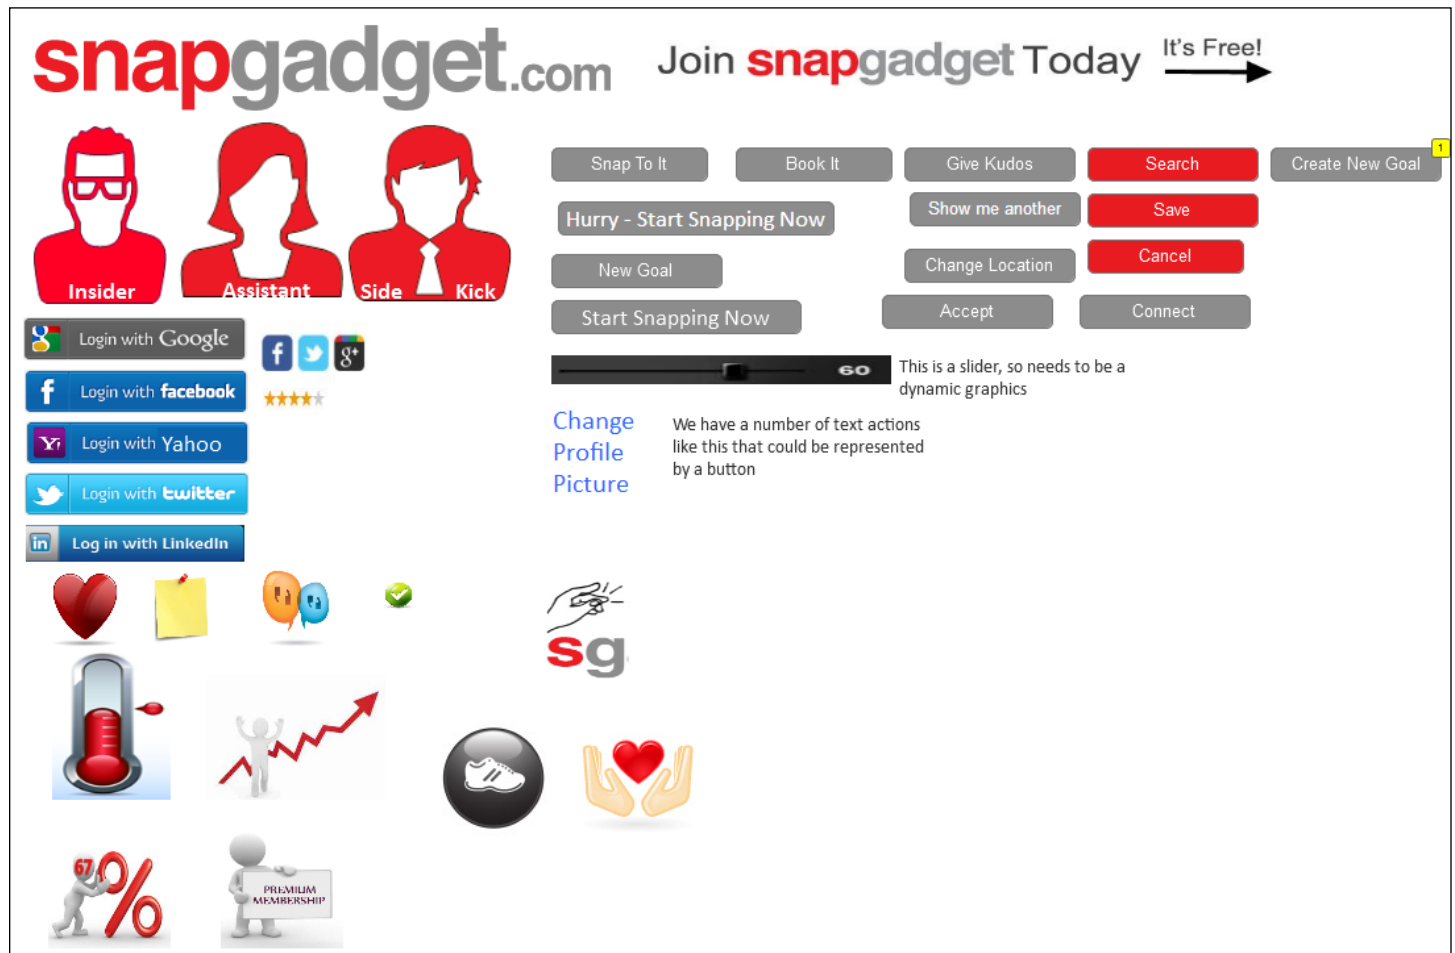 snapgadget.com
Join snapgadget Today It's Free!
Insider
Assistant
Side Kick
Snap To It
Book It
Give Kudos
Search
Create New Goal
1
Hurry - Start Snapping Now
Show me another
Save
New Goal
Change Location
Cancel
Start Snapping Now
Accept
Connect
Login with Google
f
g+
Login with facebook
Login with Yahoo
Login with twitter
Log in with LinkedIn
f
Y!
in
60
This is a slider, so needs to be a
dynamic graphics
Change
Profile
Picture
We have a number of text actions
like this that could be represented
by a button
sg
67%
PREMIUM
MEMBERSHIP